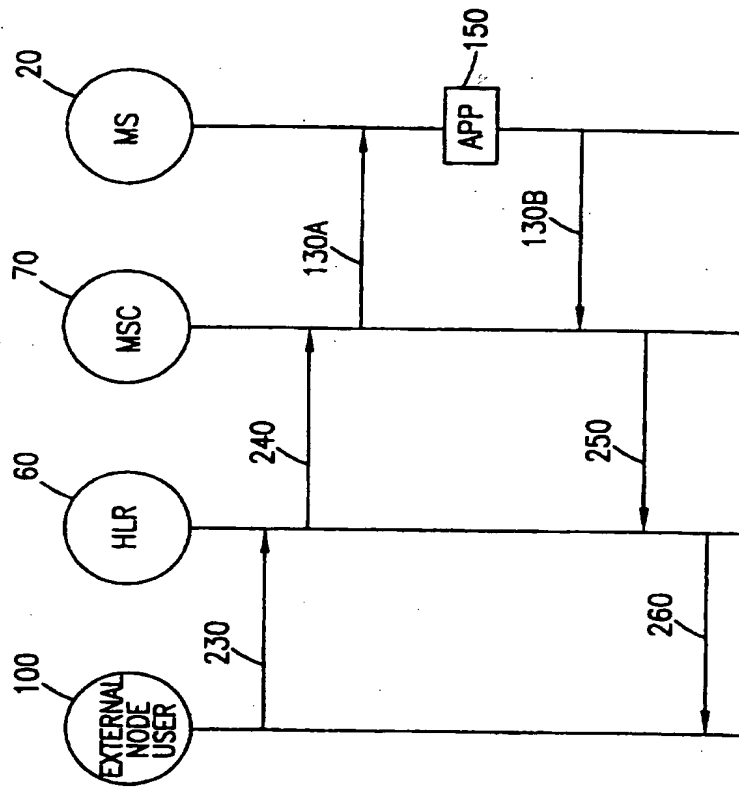 100
60
70
20
EXTERNAL
NODE
USER
HLR
MSC
MS
230
240
130A
APP
150
130B
250
260